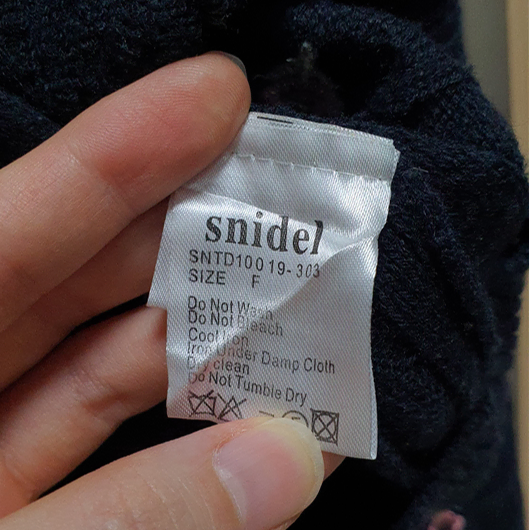 snidel
SNTD10019-303
SIZE F
Do Not Wash
Do Not Bleach
Cool Iron
Iron Under Damp Cloth
Dry clean
Do Not Tumble Dry